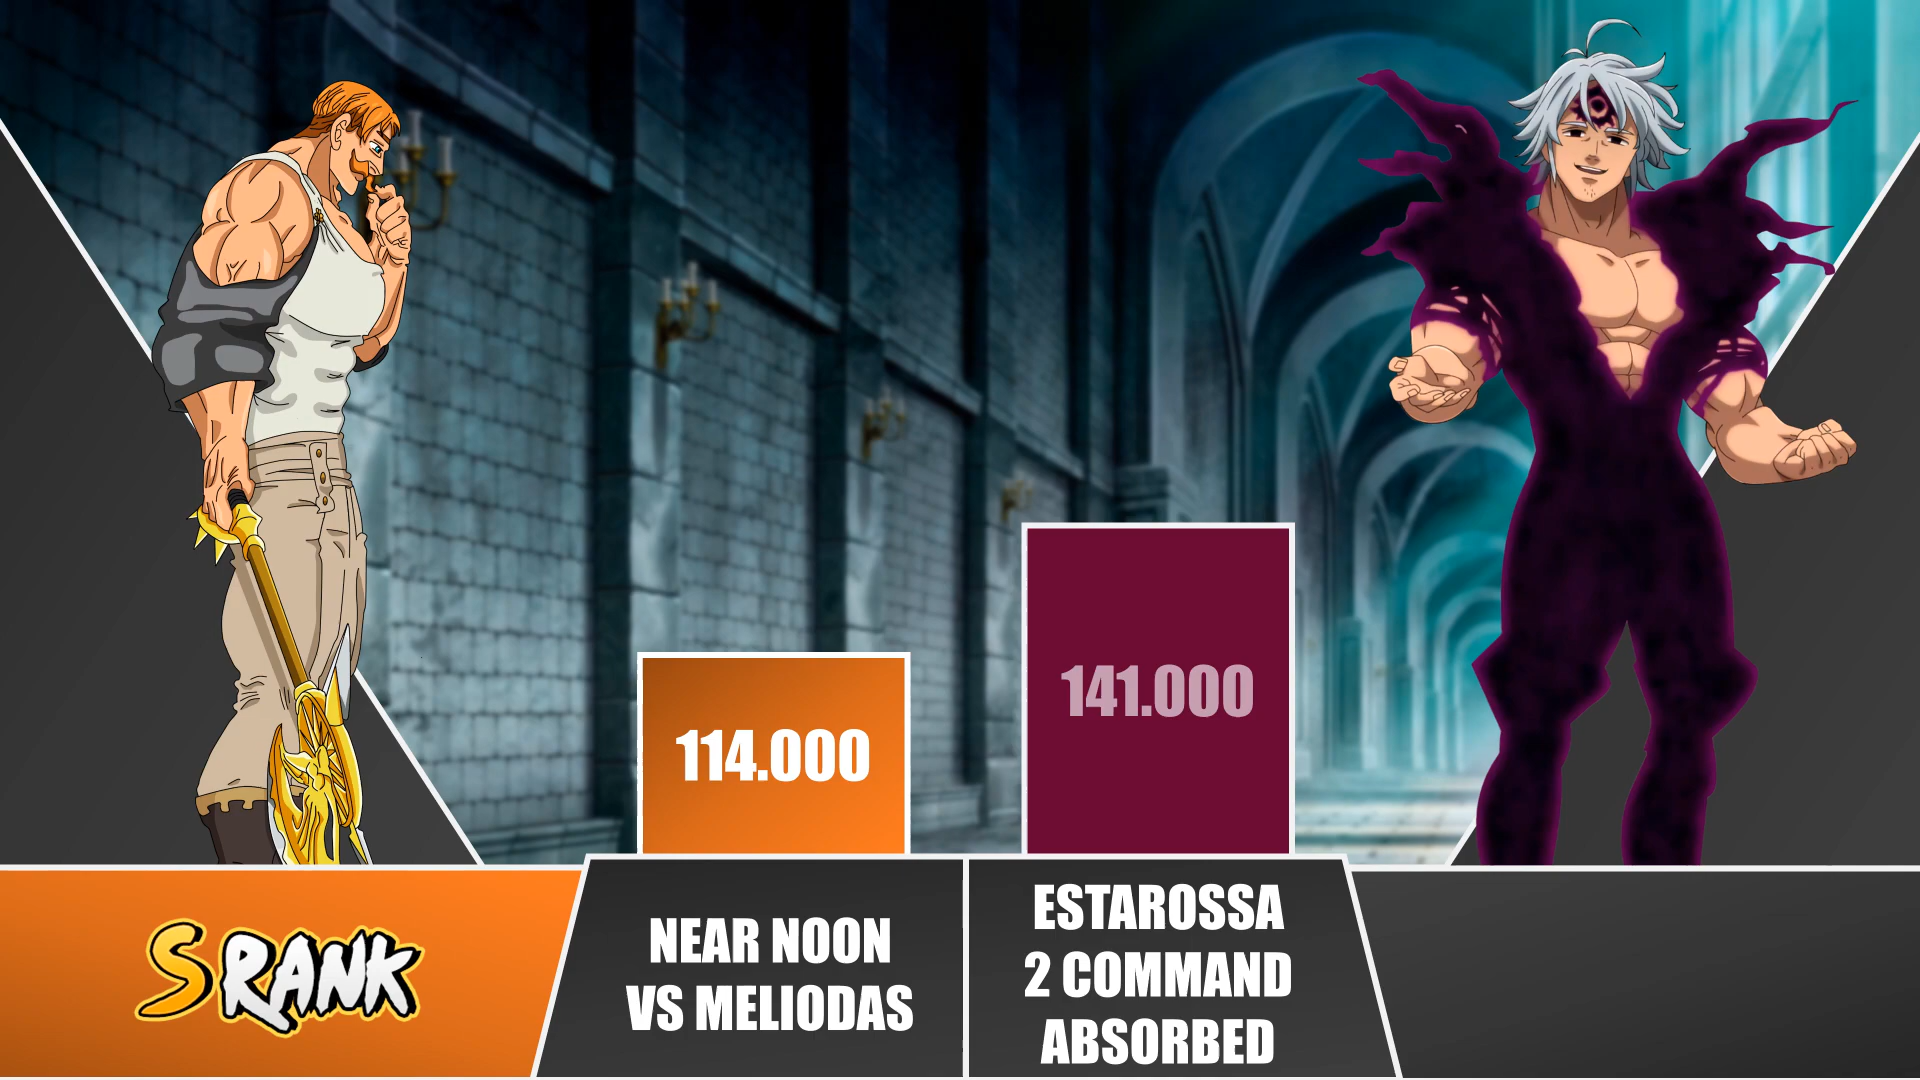 114.000
141.000
S RANK
NEAR NOON
VS MELIODAS
ESTAROSSA
2 COMMAND
ABSORBED